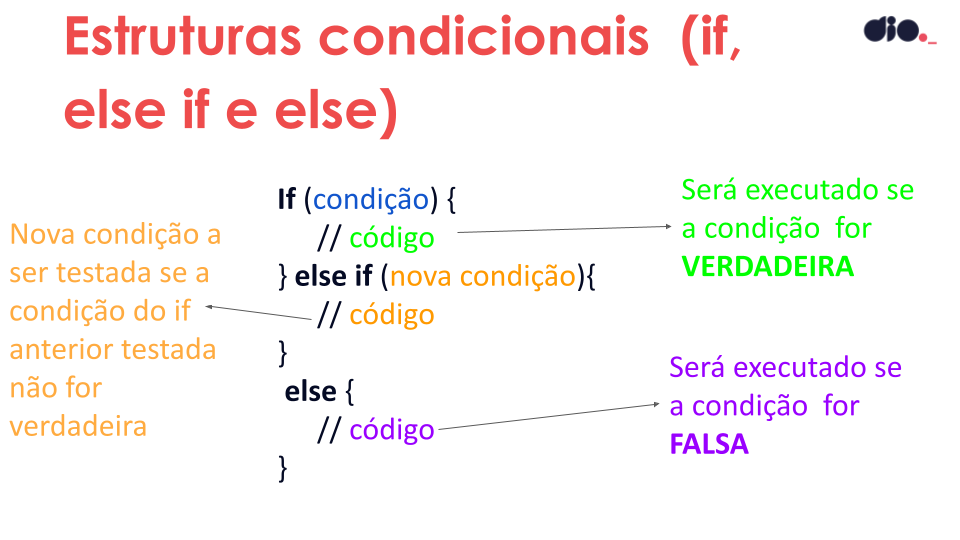 Estruturas condicionais (if,
else if e else)
dio._
If (condição) {
// código
} else if (nova condição){
// código
}
else {
// código
}
Nova condição a
ser testada se a
condição do if
anterior testada
não for
verdadeira
Será executado se
a condição for
VERDADEIRA
Será executado se
a condição for
FALSA